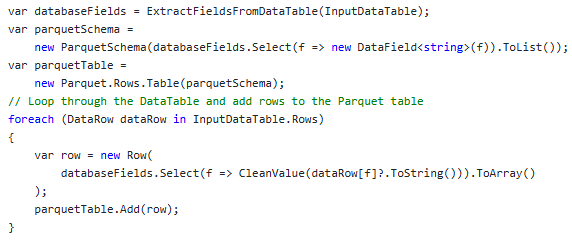 var databaseFields = ExtractFieldsFromDataTable(InputDataTable);
var parquetSchema =
    new ParquetSchema(databaseFields.Select(f => new DataField<string>(f)).ToList());
var parquetTable =
    new Parquet.Rows.Table(parquetSchema);
// Loop through the DataTable and add rows to the Parquet table
foreach (DataRow dataRow in InputDataTable.Rows)
{
    var row = new Row(
        databaseFields.Select(f => CleanValue(dataRow[f]?.ToString())).ToArray()
    );
    parquetTable.Add(row);
}